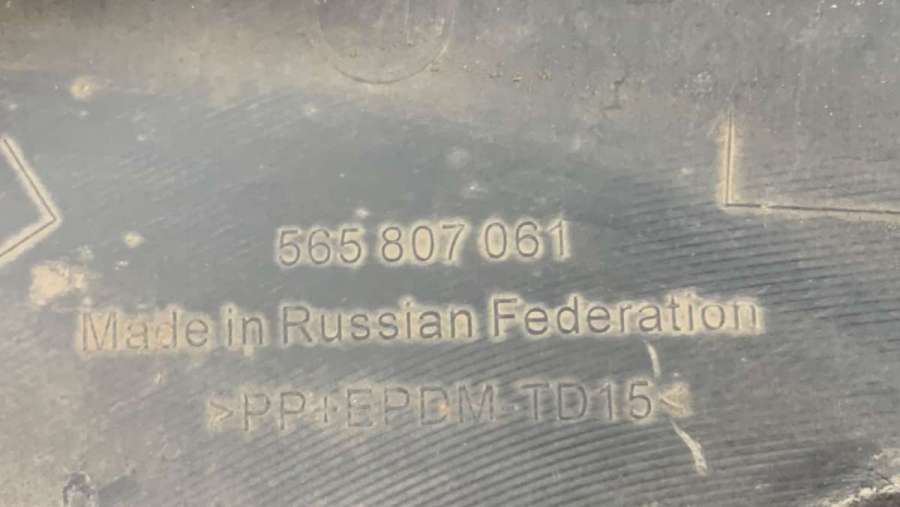 565 807 061
Made in Russian Federation
>PP+EPDM-TD15<